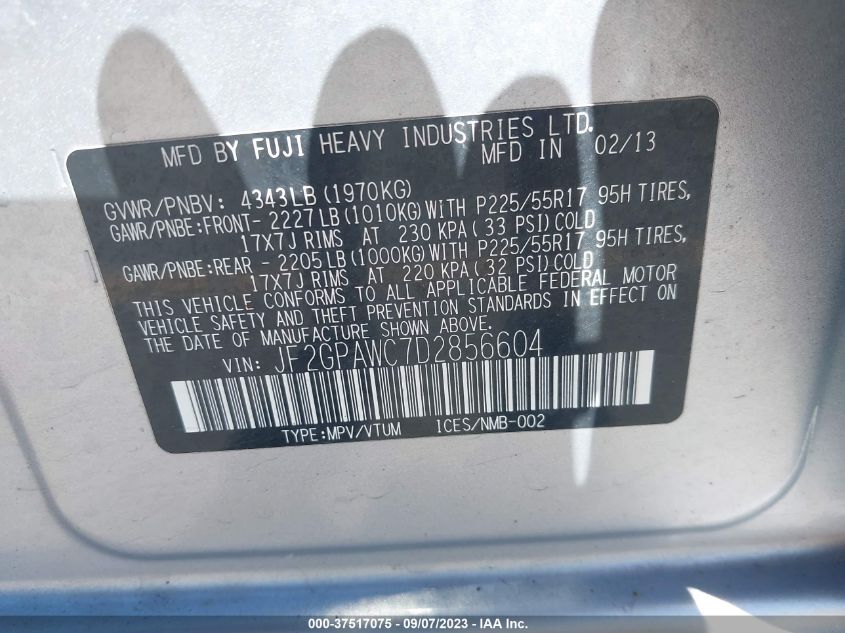 MFD BY FUJI HEAVY INDUSTRIES LTD.
MFD IN 02/13
GVWR/PNBV: 4343LB(1970KG)
GAWR/PNBE:FRONT- 2227LB(1010KG)WITH P225/55R17 95H TIRES,
17X7J RIMS AT 230 KPA(33 PSI)COLD
GAWR/PNBE:REAR - 2205LB(1000KG)WITH P225/55R17 95H TIRES,
17X7J RIMS AT 220 KPA(32 PSI)COLD
THIS VEHICLE CONFORMS TO ALL APPLICABLE FEDERAL MOTOR
VEHICLE SAFETY AND THEFT PREVENTION STANDARDS IN EFFECT ON
THE DATE OF MANUFACTURE SHOWN ABOVE.
VIN: JF2GPAWC7D2856604
TYPE:MPV/VTUM ICES/NMB-002
000-37517075 - 09/07/2023 - IAA Inc.